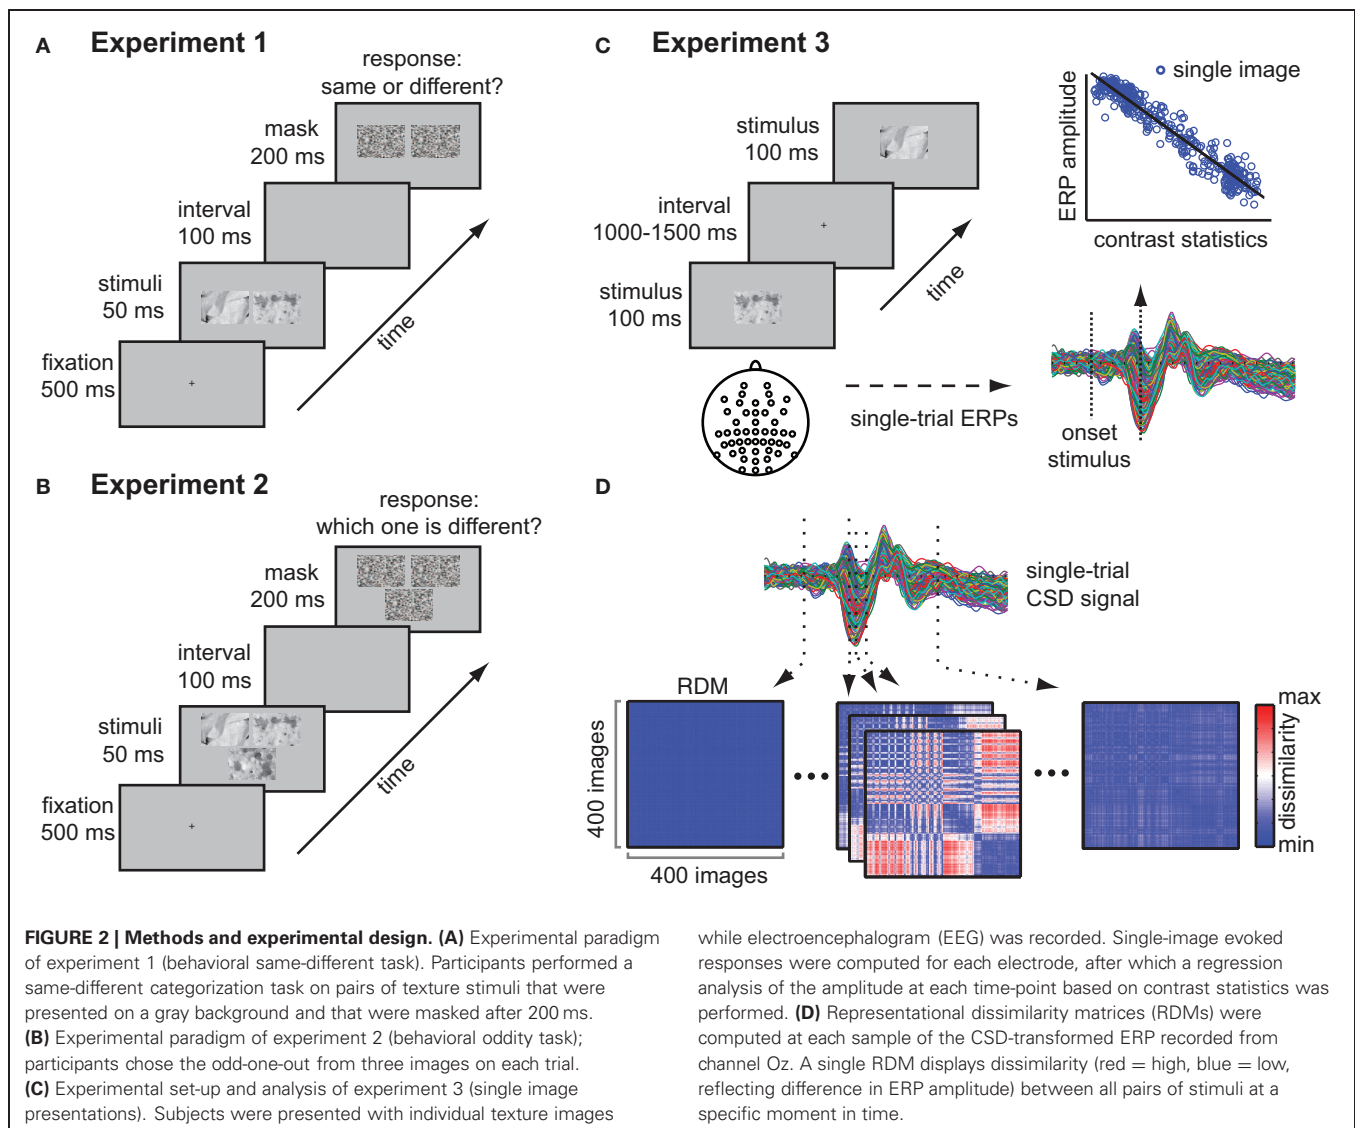 A Experiment 1
response:
same or different?
mask
200 ms
interval
100 ms
stimuli
50 ms
fixation
500 ms
time
B Experiment 2
response:
which one is different?
mask
200 ms
interval
100 ms
stimuli
50 ms
fixation
500 ms
time
C Experiment 3
stimulus
100 ms
interval
1000-1500 ms
stimulus
100 ms
time
single image
ERP amplitude
contrast statistics
single-trial ERPs
onset
stimulus
D
single-trial
CSD signal
RDM
400 images
400 images
max
dissimilarity
min
FIGURE 2 | Methods and experimental design. (A) Experimental paradigm
of experiment 1 (behavioral same-different task). Participants performed a
same-different categorization task on pairs of texture stimuli that were
presented on a gray background and that were masked after 200 ms.
(B) Experimental paradigm of experiment 2 (behavioral oddity task);
participants chose the odd-one-out from three images on each trial.
(C) Experimental set-up and analysis of experiment 3 (single image
presentations). Subjects were presented with individual texture images
while electroencephalogram (EEG) was recorded. Single-image evoked
responses were computed for each electrode, after which a regression
analysis of the amplitude at each time-point based on contrast statistics was
performed. (D) Representational dissimilarity matrices (RDMs) were
computed at each sample of the CSD-transformed ERP recorded from
channel Oz. A single RDM displays dissimilarity (red = high, blue = low,
reflecting difference in ERP amplitude) between all pairs of stimuli at a
specific moment in time.